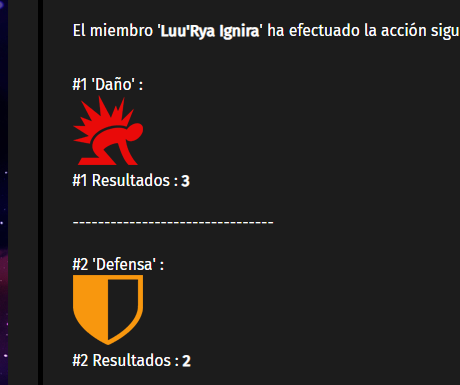 El miembro 'Luu'Rya Ignira' ha efectuado la acción sigu
#1 'Daño' :
#1 Resultados : 3
---------------------------------
#2 'Defensa' :
#2 Resultados : 2